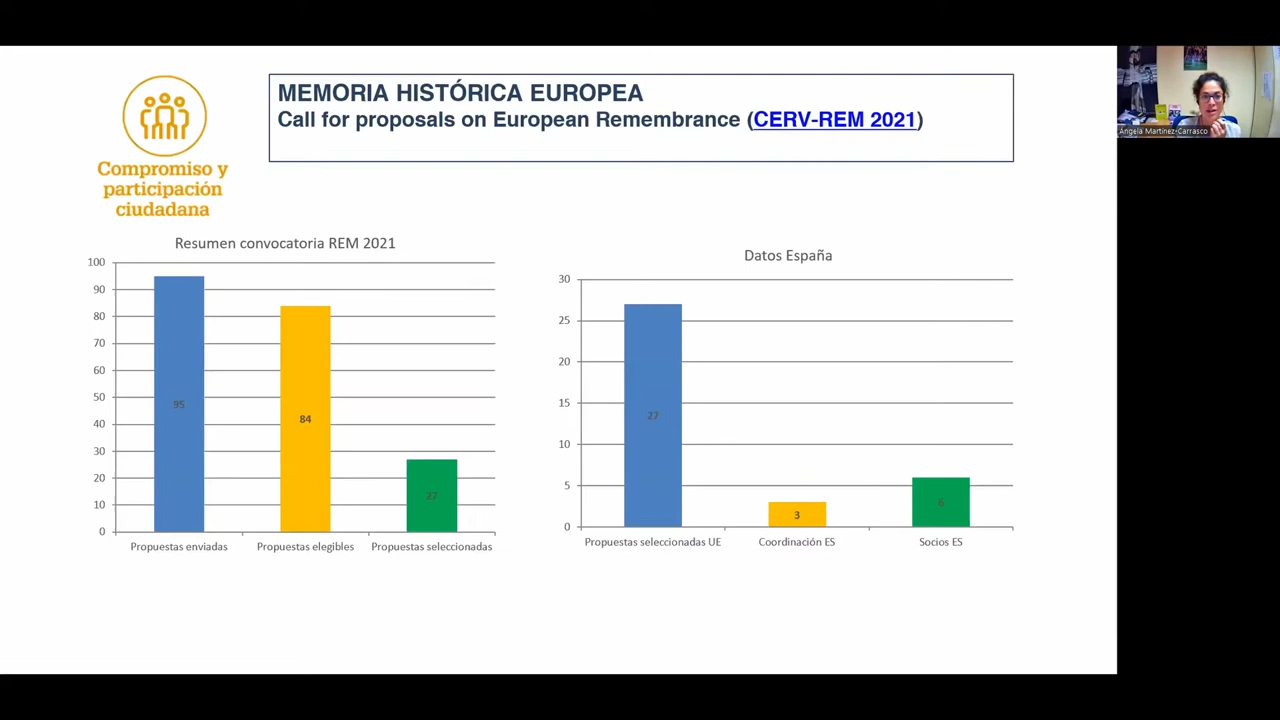 MEMORIA HISTÓRICA EUROPEA
Call for proposals on European Remembrance (CERV-REM 2021)
Compromiso y
participación
ciudadana
Resumen convocatoria REM 2021
100
90
80
70
60
50
40
30
20
10
0
95
84
27
Propuestas enviadas
Propuestas elegibles
Propuestas seleccionadas
Datos España
30
25
20
15
10
5
0
27
3
6
Propuestas seleccionadas UE
Coordinación ES
Socios ES
Ángela Martínez-Carrasco